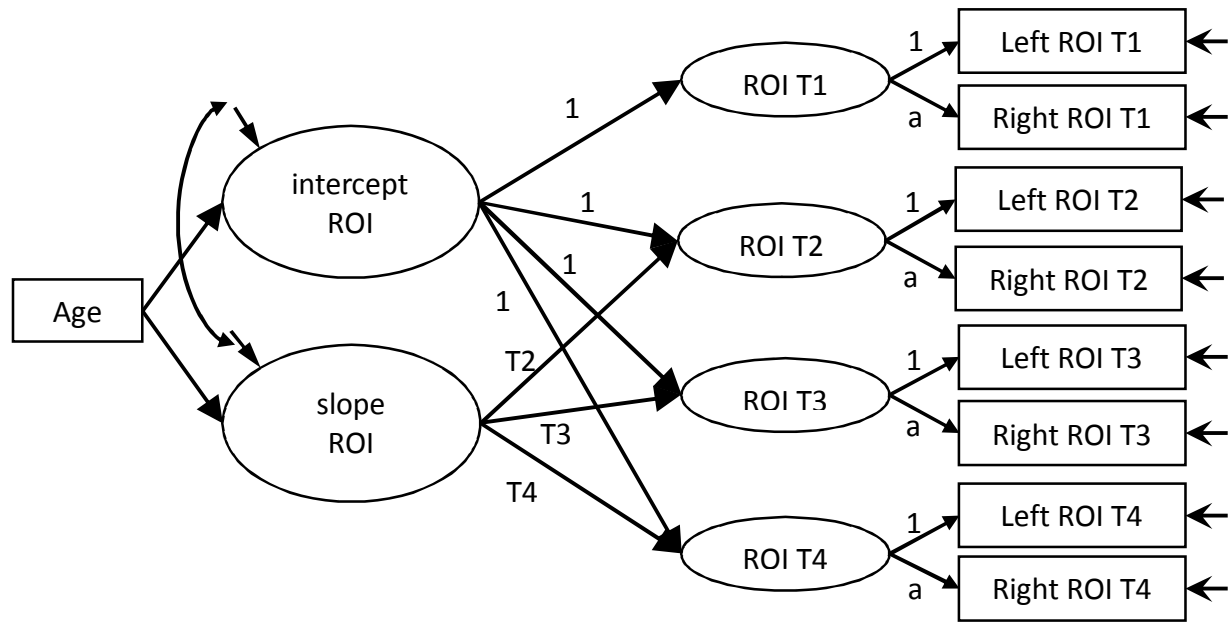 Age
intercept
ROI
slope
ROI
1
1
1
1
T2
T3
T4
ROI T1
ROI T2
ROI T3
ROI T4
1
Left ROI T1
a
Right ROI T1
1
Left ROI T2
a
Right ROI T2
1
Left ROI T3
a
Right ROI T3
1
Left ROI T4
a
Right ROI T4